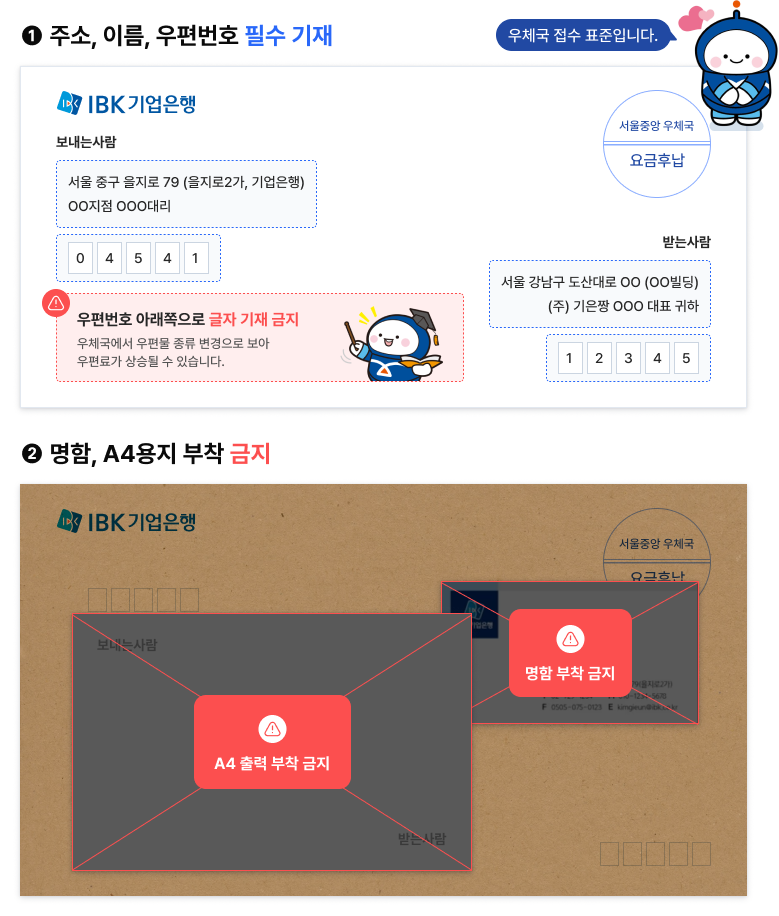 ❶ 주소, 이름, 우편번호 필수 기재
우체국 접수 표준입니다.
IBK기업은행
서울중앙 우체국
요금후납
보내는사람
서울 중구 을지로 79 (을지로2가, 기업은행)
OO지점 OOO대리
0 4 5 4 1
받는사람
서울 강남구 도산대로 OO (OO빌딩)
(주) 기은짱 OOO 대표 귀하
1 2 3 4 5
우편번호 아래쪽으로 글자 기재 금지
우체국에서 우편물 종류 변경으로 보아
우편료가 상승될 수 있습니다.
❷ 명함, A4용지 부착 금지
IBK기업은행
서울중앙 우체국
요금후납
보내는사람
명함 부착 금지
79(을지로2가)
F 0505-075-0123 E kimgieun@ibk.co.kr
A4 출력 부착 금지
받는사람